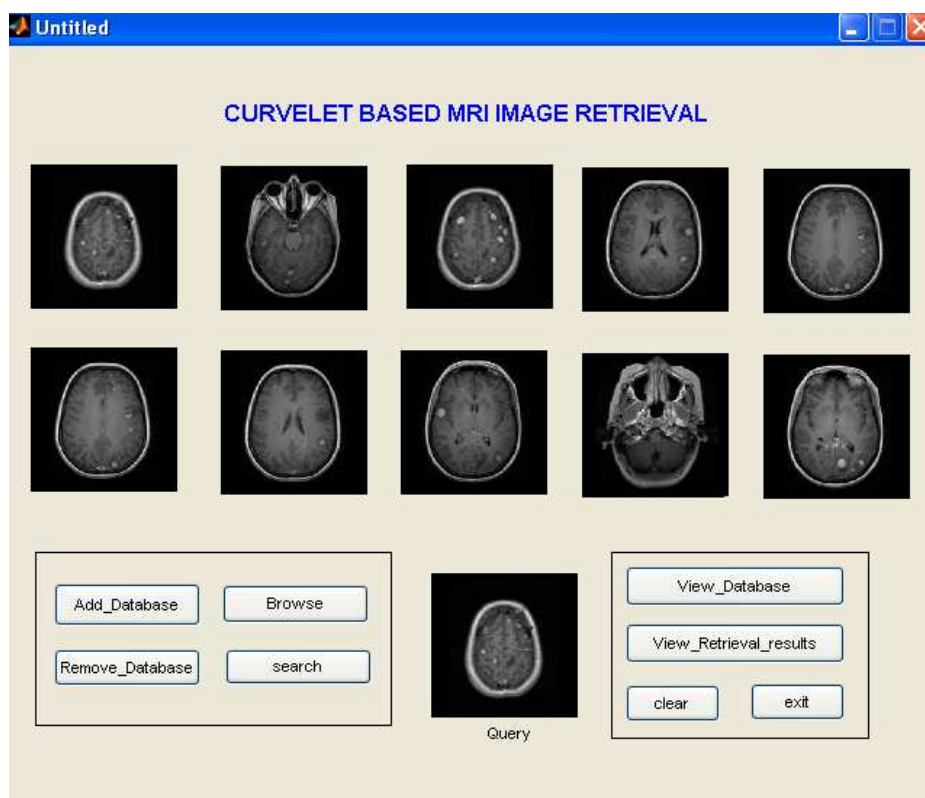 Untitled
CURVELET BASED MRI IMAGE RETRIEVAL
Add_Database
Browse
Remove_Database
search
Query
View_Database
View_Retrieval_results
clear
exit